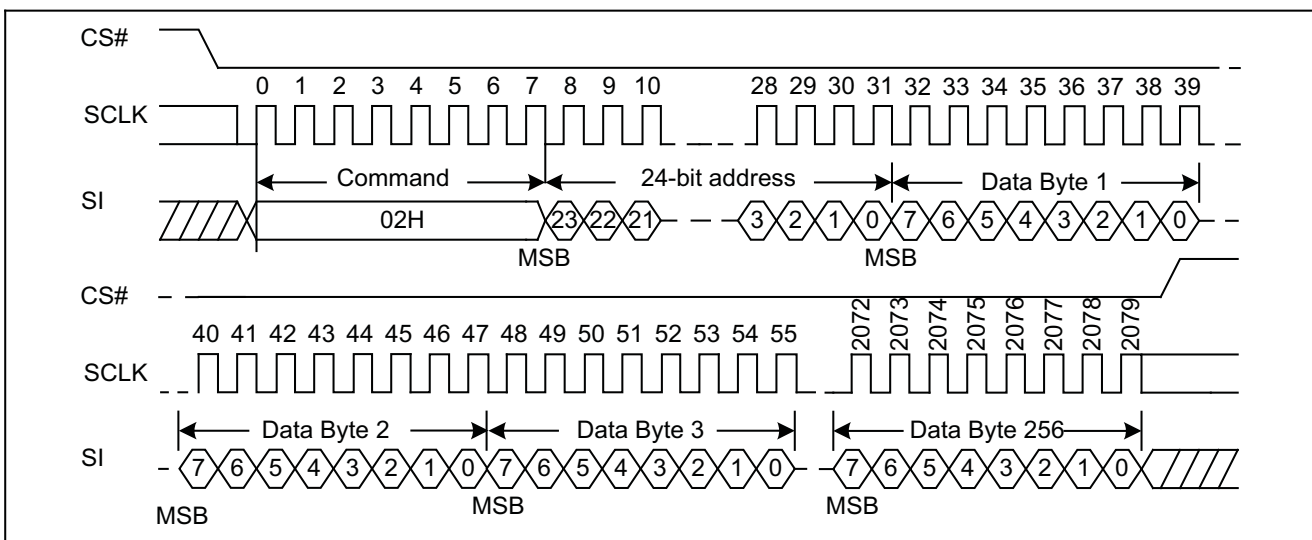 CS#
0 1 2 3 4 5 6 7 8 9 10 28 29 30 31 32 33 34 35 36 37 38 39
SCLK
Command 24-bit address Data Byte 1
SI
02H 23 22 21 3 2 1 0 7 6 5 4 3 2 1 0
MSB MSB
CS#
40 41 42 43 44 45 46 47 48 49 50 51 52 53 54 55 2072 2073 2074 2075 2076 2077 2078 2079
SCLK
Data Byte 2 Data Byte 3 Data Byte 256
SI
7 6 5 4 3 2 1 0 7 6 5 4 3 2 1 0 7 6 5 4 3 2 1 0
MSB MSB MSB